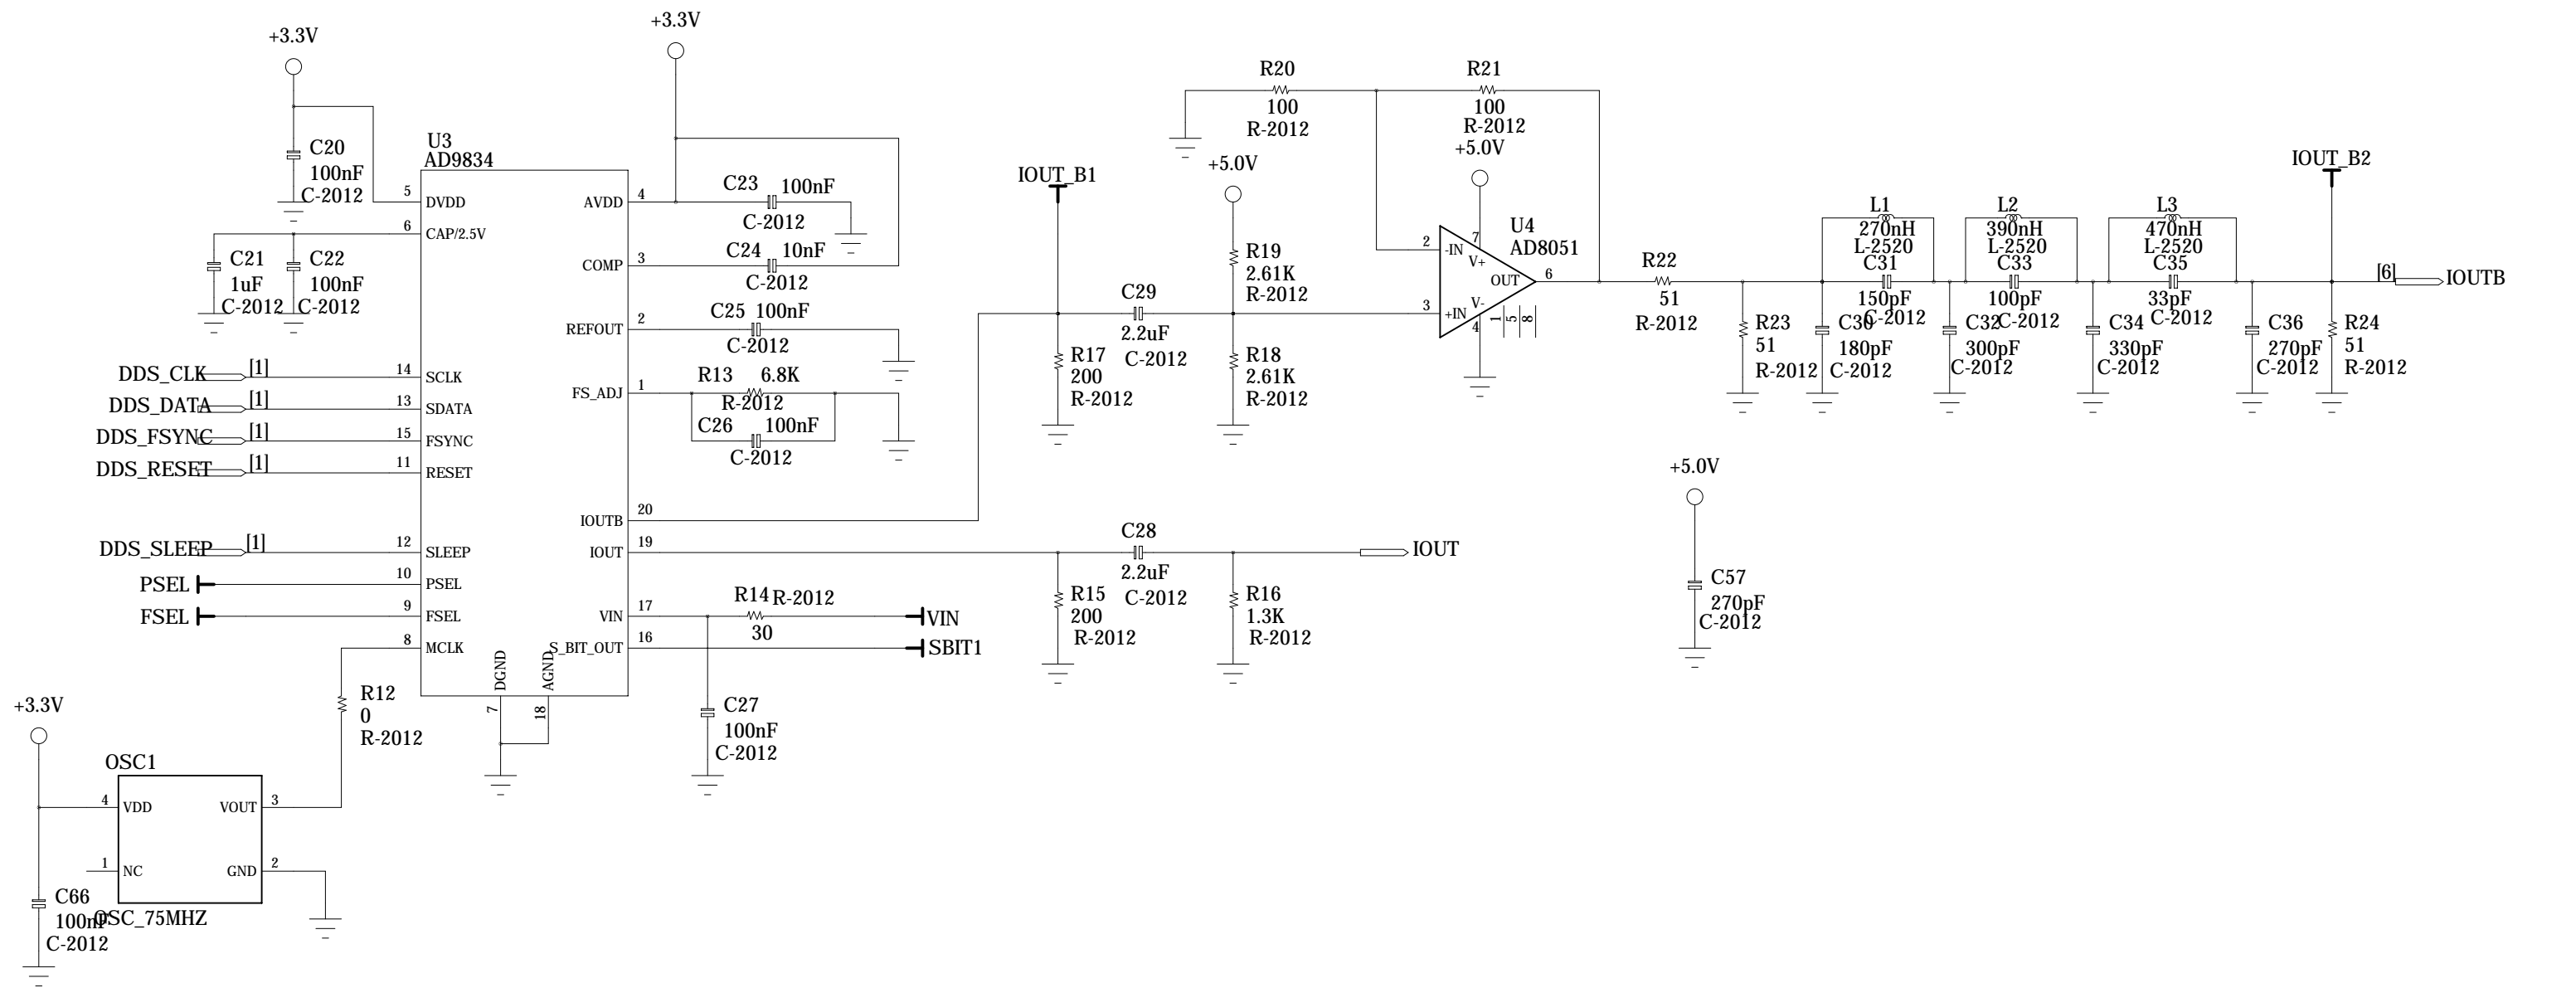 +3.3V
+3.3V
C20
100nF
C-2012
U3
AD9834
5
DVDD
6
CAP/2.5V
C21
1uF
C-2012
C22
100nF
C-2012
DDS_CLK
[1]
14
SCLK
DDS_DATA
[1]
13
SDATA
DDS_FSYNC
[1]
15
FSYNC
DDS_RESET
[1]
11
RESET
DDS_SLEEP
[1]
12
SLEEP
PSEL
10
PSEL
FSEL
9
FSEL
8
MCLK
DGND
7
AGND
18
AVDD
4
C23
100nF
C-2012
COMP
3
C24
10nF
C-2012
REFOUT
2
C25
100nF
C-2012
FS_ADJ
1
R13
6.8K
R-2012
C26
100nF
C-2012
IOUTB
20
IOUT
19
VIN
17
R14
R-2012
30
VIN
S_BIT_OUT
16
SBIT1
C27
100nF
C-2012
R12
0
R-2012
+3.3V
OSC1
4
VDD
VOUT
3
1
NC
GND
2
OSC_75MHZ
C66
100nF
C-2012
IOUT_B1
R17
200
R-2012
C29
2.2uF
C-2012
+5.0V
R19
2.61K
R-2012
R18
2.61K
R-2012
R20
100
R-2012
R21
100
R-2012
+5.0V
U4
AD8051
2
-IN
7
V+
OUT
6
3
+IN
V-
4
1
5
8
R22
51
R-2012
R23
51
R-2012
L1
270nH
L-2520
C31
150pF
C-2012
C30
180pF
C-2012
L2
390nH
L-2520
C33
100pF
C-2012
C32
300pF
C-2012
L3
470nH
L-2520
C35
33pF
C-2012
C34
330pF
C-2012
C36
270pF
C-2012
IOUT_B2
R24
51
R-2012
[6]
IOUTB
R15
200
R-2012
C28
2.2uF
C-2012
R16
1.3K
R-2012
IOUT
+5.0V
C57
270pF
C-2012